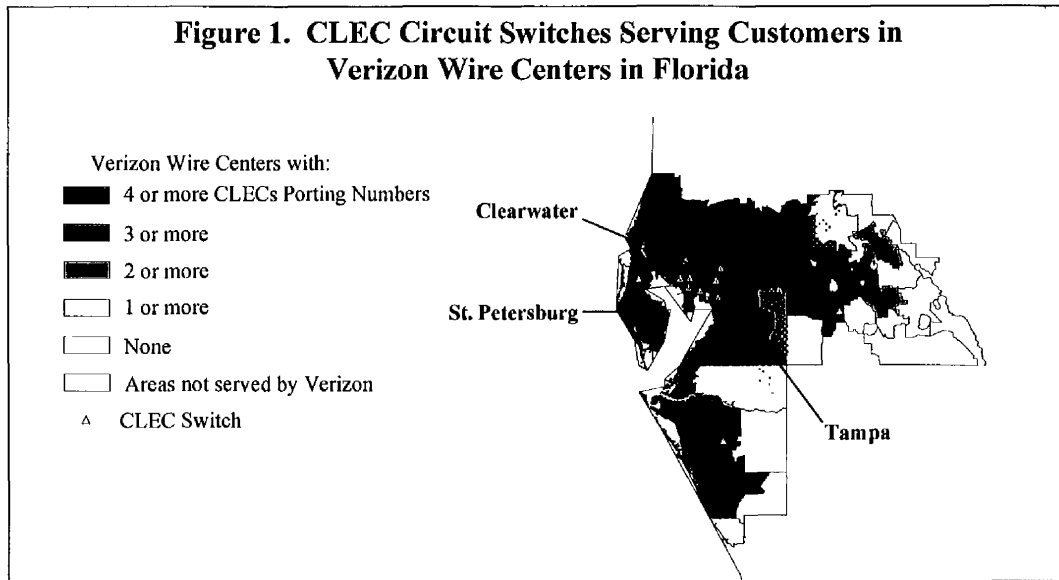 Figure 1. CLEC Circuit Switches Serving Customers in
Verizon Wire Centers in Florida
Verizon Wire Centers with:
4 or more CLECs Porting Numbers
3 or more
2 or more
1 or more
None
Areas not served by Verizon
CLEC Switch
Clearwater
St. Petersburg
Tampa